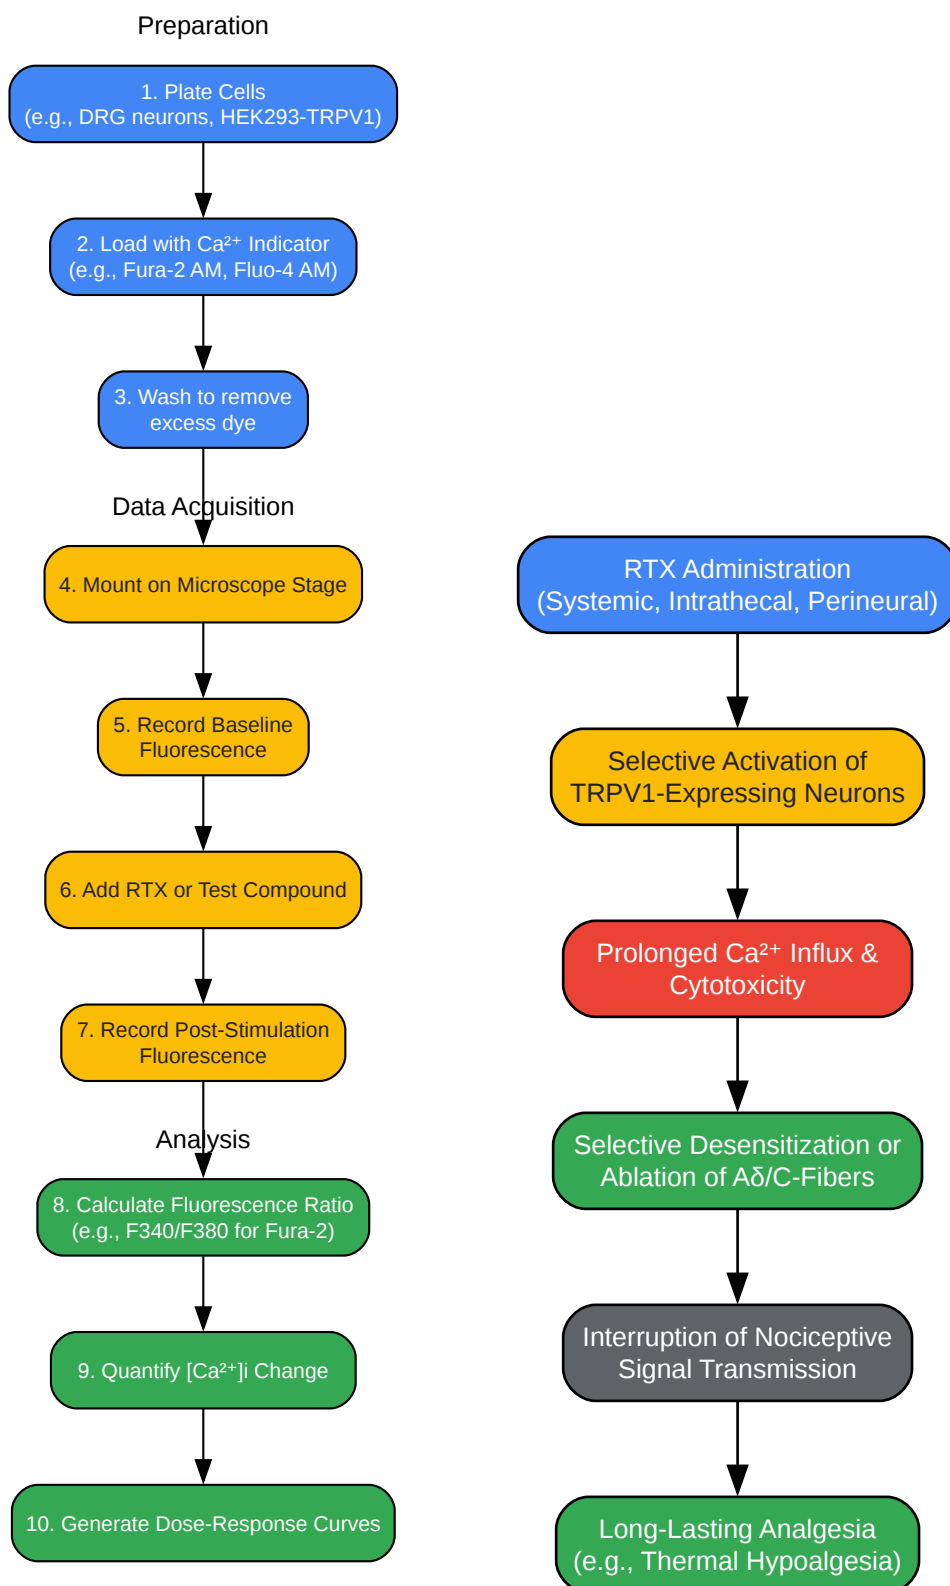 Preparation
1. Plate Cells
(e.g., DRG neurons, HEK293-TRPV1)
2. Load with Ca²⁺ Indicator
(e.g., Fura-2 AM, Fluo-4 AM)
3. Wash to remove
excess dye
Data Acquisition
4. Mount on Microscope Stage
5. Record Baseline
Fluorescence
6. Add RTX or Test Compound
7. Record Post-Stimulation
Fluorescence
Analysis
8. Calculate Fluorescence Ratio
(e.g., F340/F380 for Fura-2)
9. Quantify [Ca²⁺]i Change
10. Generate Dose-Response Curves
RTX Administration
(Systemic, Intrathecal, Perineural)
Selective Activation of
TRPV1-Expressing Neurons
Prolonged Ca²⁺ Influx &
Cytotoxicity
Selective Desensitization or
Ablation of Aδ/C-Fibers
Interruption of Nociceptive
Signal Transmission
Long-Lasting Analgesia
(e.g., Thermal Hypoalgesia)